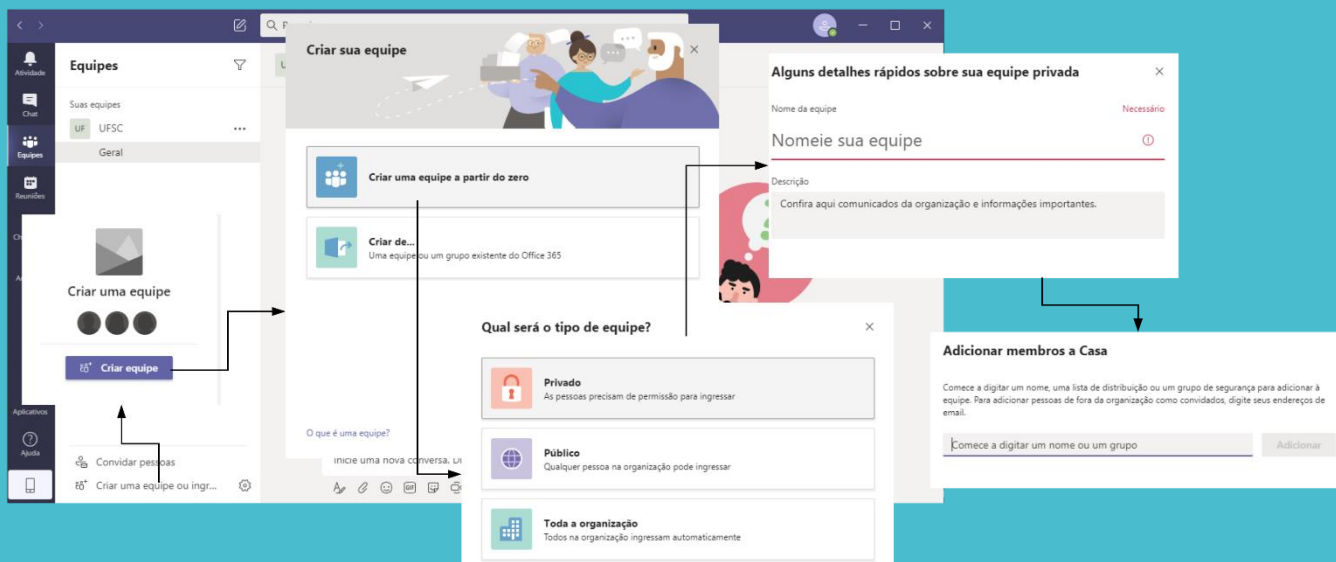 Atividade
Chat
Equipes
Reuniões
Aplicativos
Ajuda
Equipes
Suas equipes
UF UFSC
Geral
Criar uma equipe
Criar equipe
Convidar pessoas
Criar uma equipe ou ingr...
Criar sua equipe
Criar uma equipe a partir do zero
Criar de...
Uma equipe ou um grupo existente do Office 365
O que é uma equipe?
Inicie uma nova conversa.
GIF
Qual será o tipo de equipe?
Privado
As pessoas precisam de permissão para ingressar
Público
Qualquer pessoa na organização pode ingressar
Toda a organização
Todos na organização ingressam automaticamente
Alguns detalhes rápidos sobre sua equipe privada
Nome da equipe Necessário
Nomeie sua equipe
Descrição
Confira aqui comunicados da organização e informações importantes.
Adicionar membros a Casa
Comece a digitar um nome, uma lista de distribuição ou um grupo de segurança para adicionar à
equipe. Para adicionar pessoas de fora da organização como convidados, digite seus endereços de
email.
Comece a digitar um nome ou um grupo Adicionar